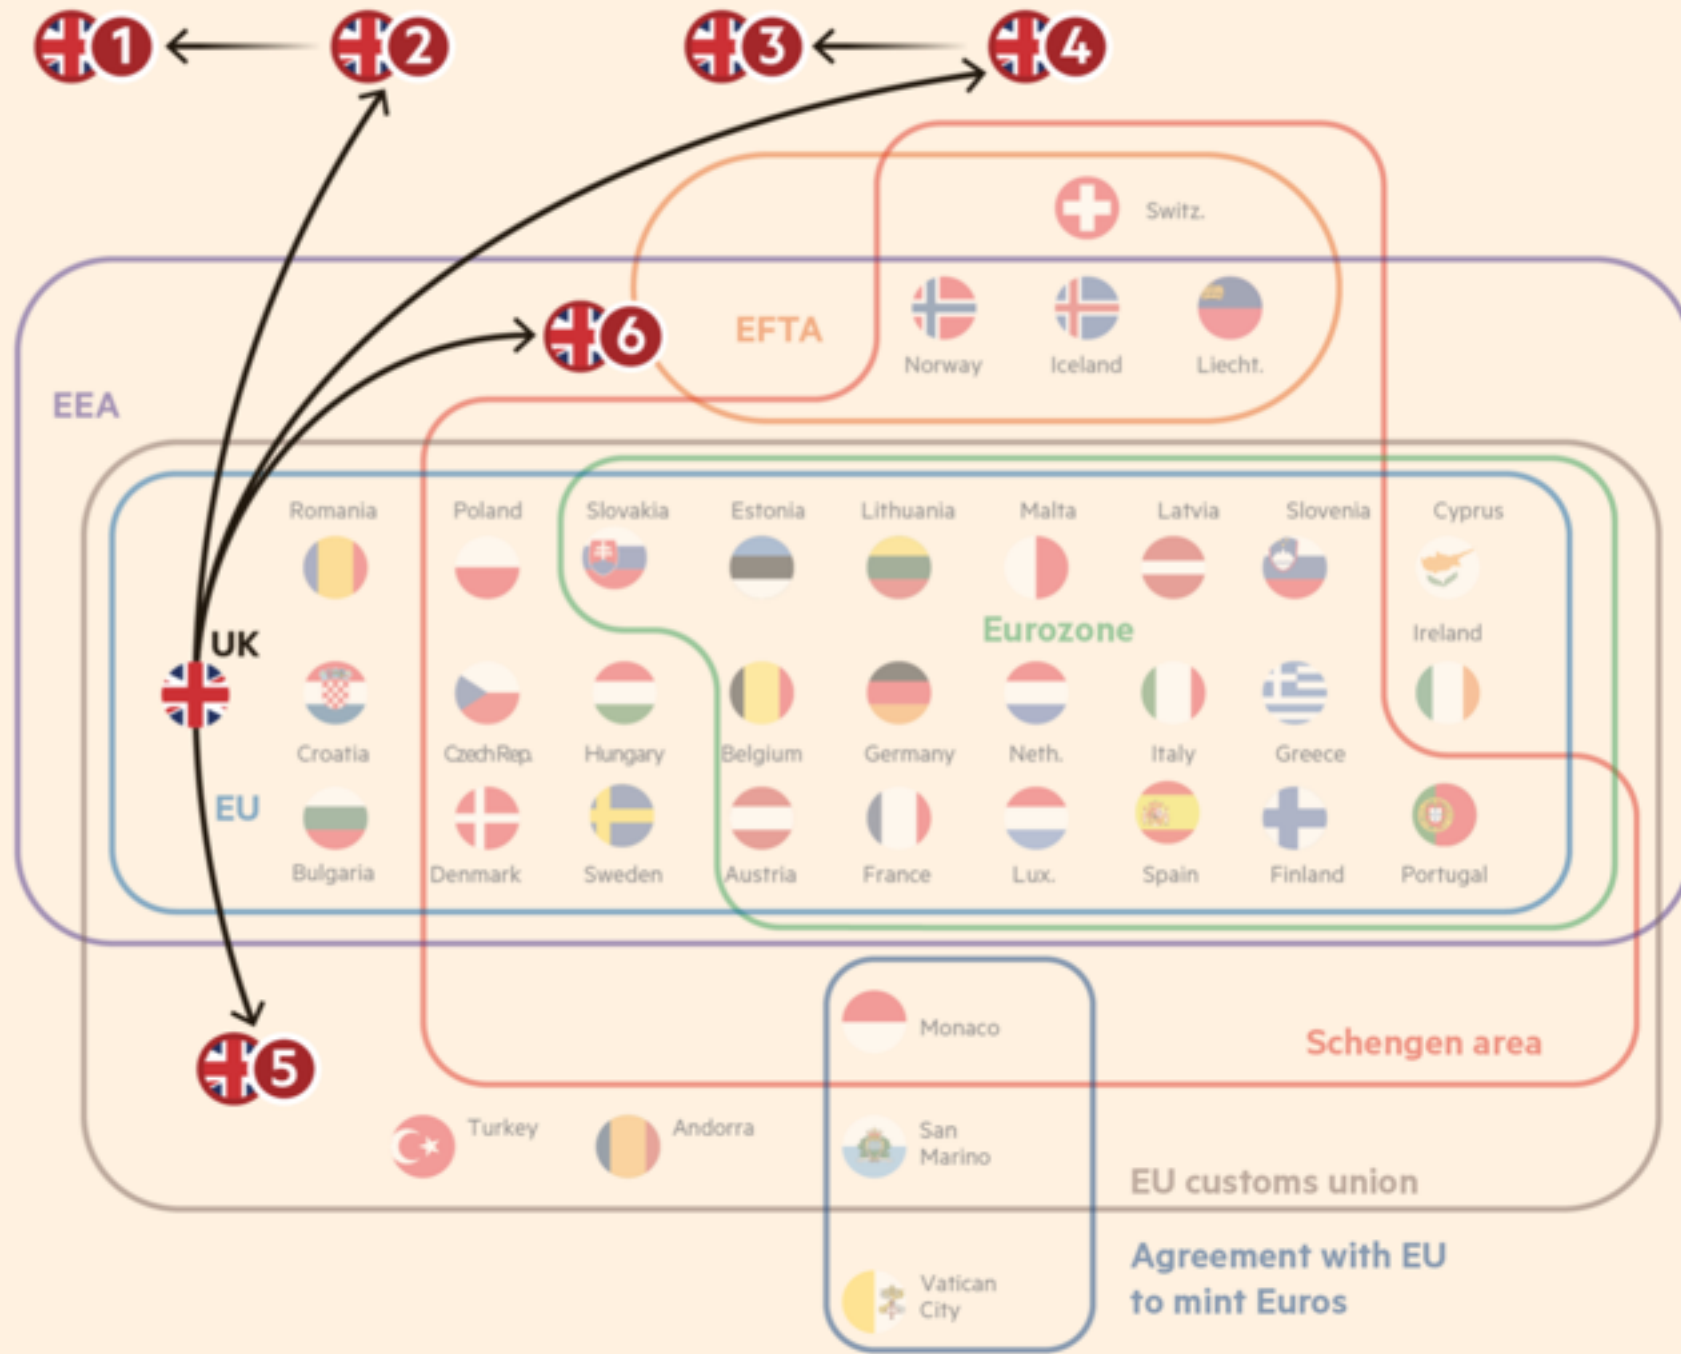 1
2
3
4
Switz.
EFTA
6
Norway
Iceland
Liecht.
EEA
Romania
Poland
Slovakia
Estonia
Lithuania
Malta
Latvia
Slovenia
Cyprus
Eurozone
Ireland
UK
Croatia
Czech Rep.
Hungary
Belgium
Germany
Neth.
Italy
Greece
EU
Bulgaria
Denmark
Sweden
Austria
France
Lux.
Spain
Finland
Portugal
Monaco
Schengen area
5
Turkey
Andorra
San
Marino
EU customs union
Agreement with EU
to mint Euros
Vatican
City